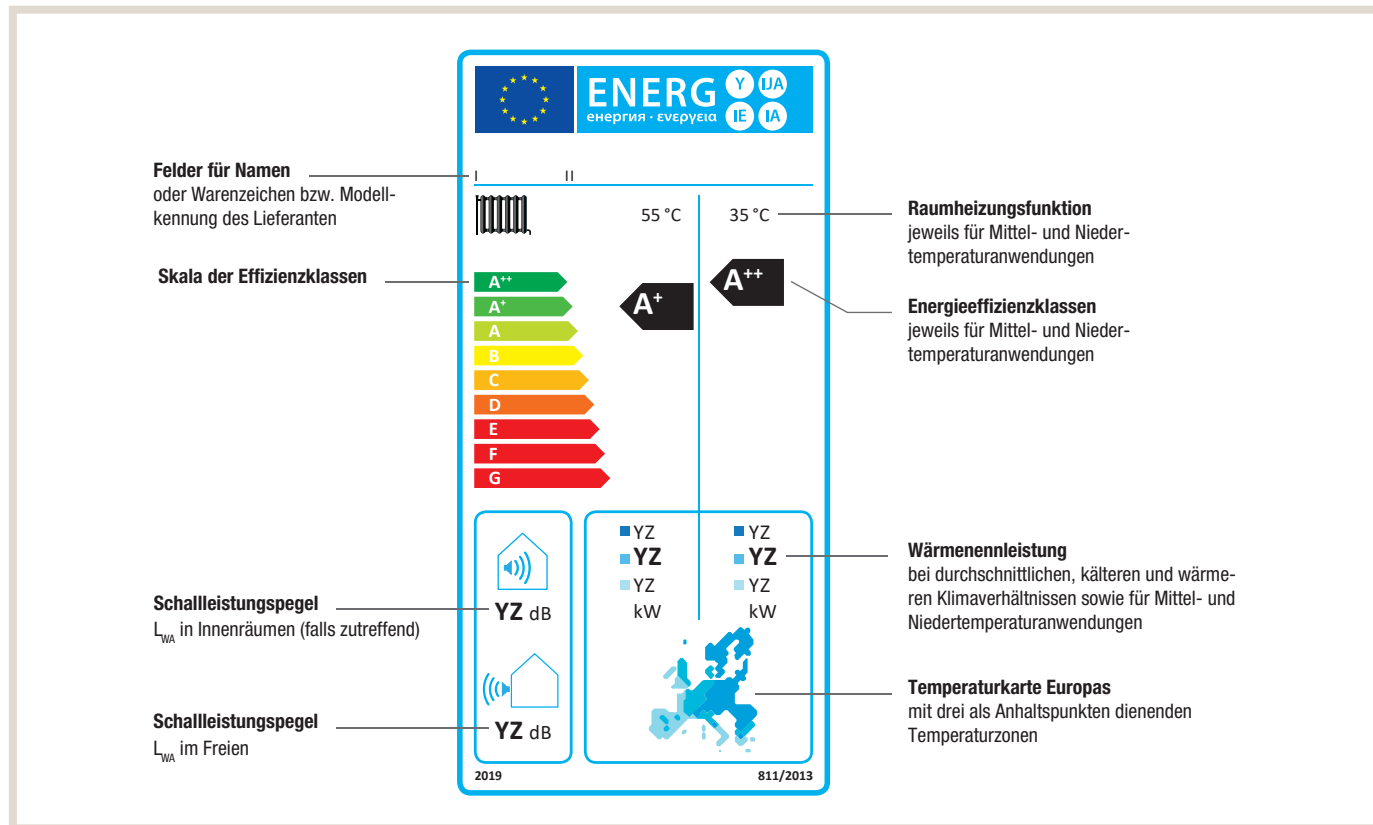 ENERG
Y IJA
IE IA
енергия · ενεργεια
Felder für Namen
oder Warenzeichen bzw. Modell-
kennung des Lieferanten
I II
55 °C 35 °C
Raumheizungsfunktion
jeweils für Mittel- und Nieder-
temperaturanwendungen
Skala der Effizienzklassen
A++
A+
A
B
C
D
E
F
G
A+
A++
Energieeffizienzklassen
jeweils für Mittel- und Nieder-
temperaturanwendungen
YZ YZ
YZ YZ
YZ YZ
kW kW
Wärmenennleistung
bei durchschnittlichen, kälteren und wärme-
ren Klimaverhältnissen sowie für Mittel- und
Niedertemperaturanwendungen
Schallleistungspegel
LWA in Innenräumen (falls zutreffend)
YZ dB
Temperaturkarte Europas
mit drei als Anhaltspunkten dienenden
Temperaturzonen
Schallleistungspegel
LWA im Freien
YZ dB
2019 811/2013